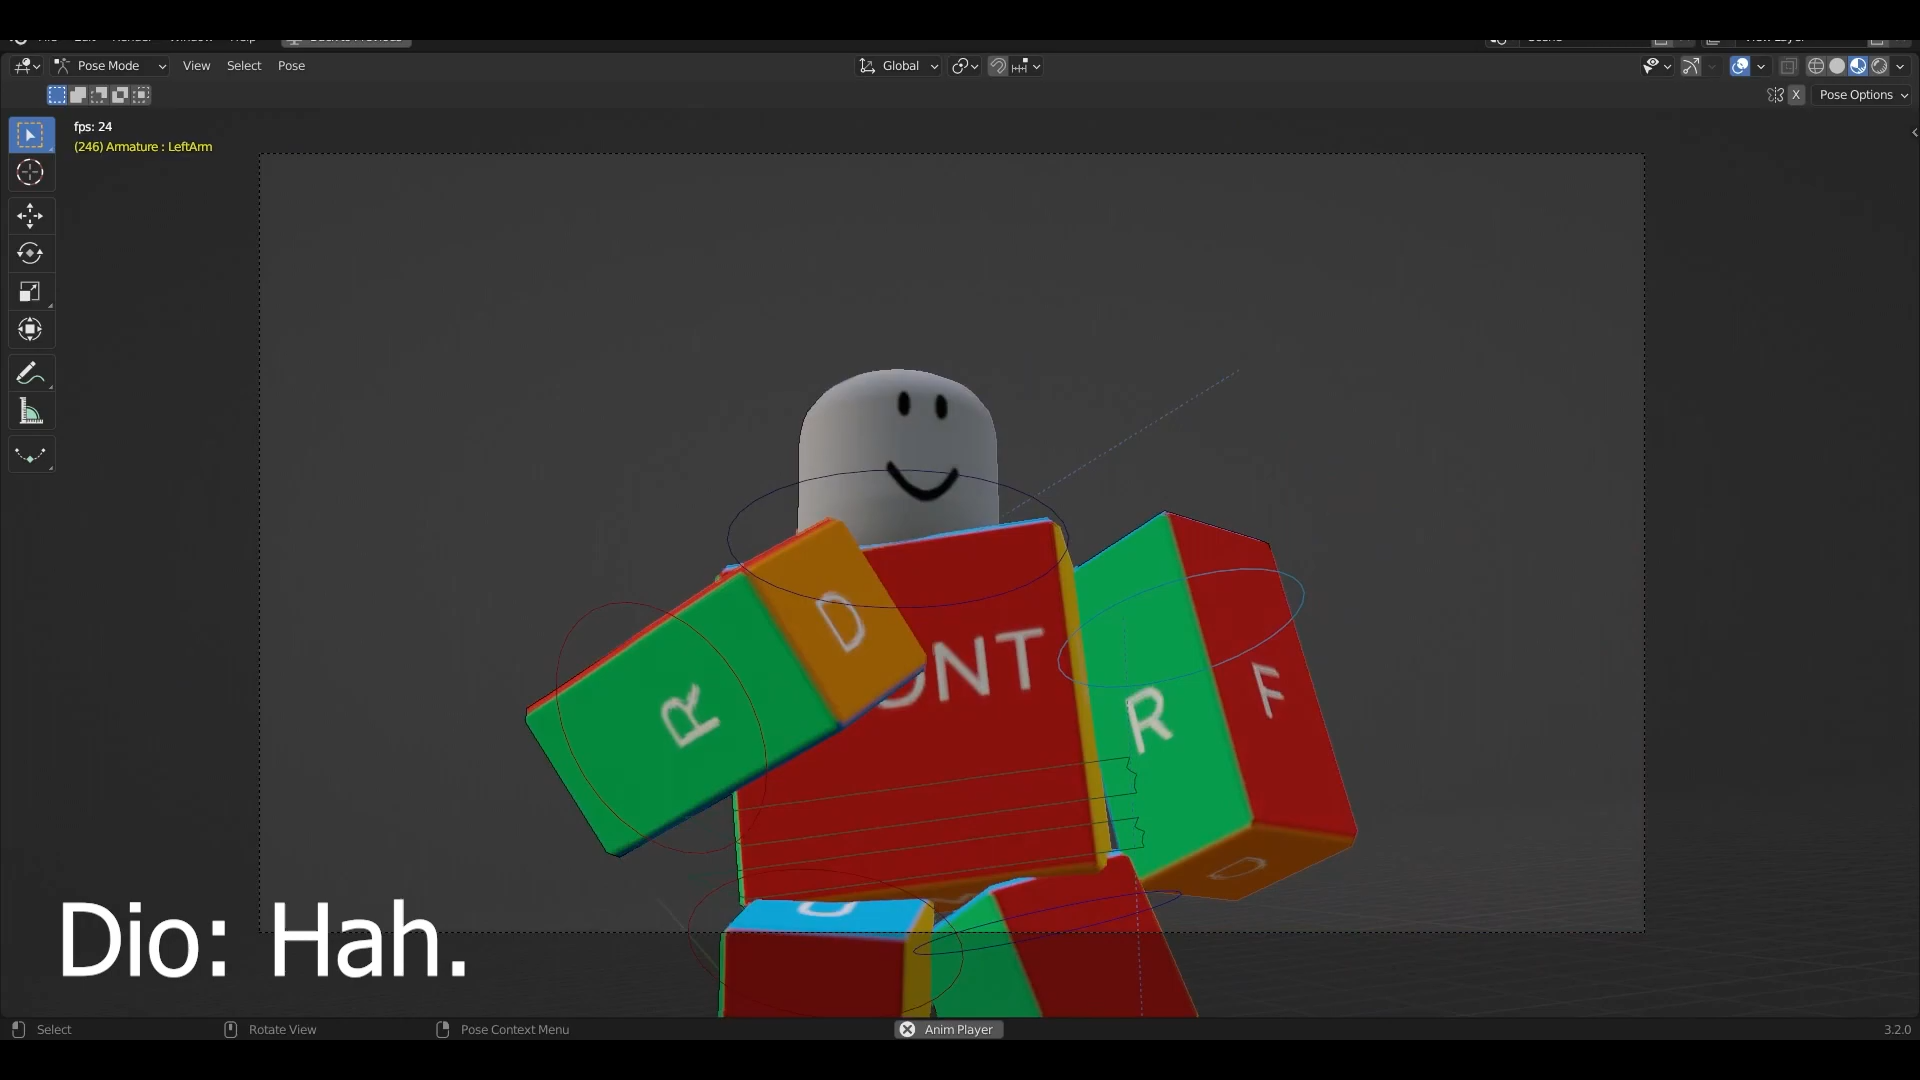 Pose Mode View Select Pose Global
X Pose Options
fps: 24
(246) Armature : LeftArm
D
ONT
R
R
F
D
Dio: Hah.
Select Rotate View Pose Context Menu Anim Player 3.2.0